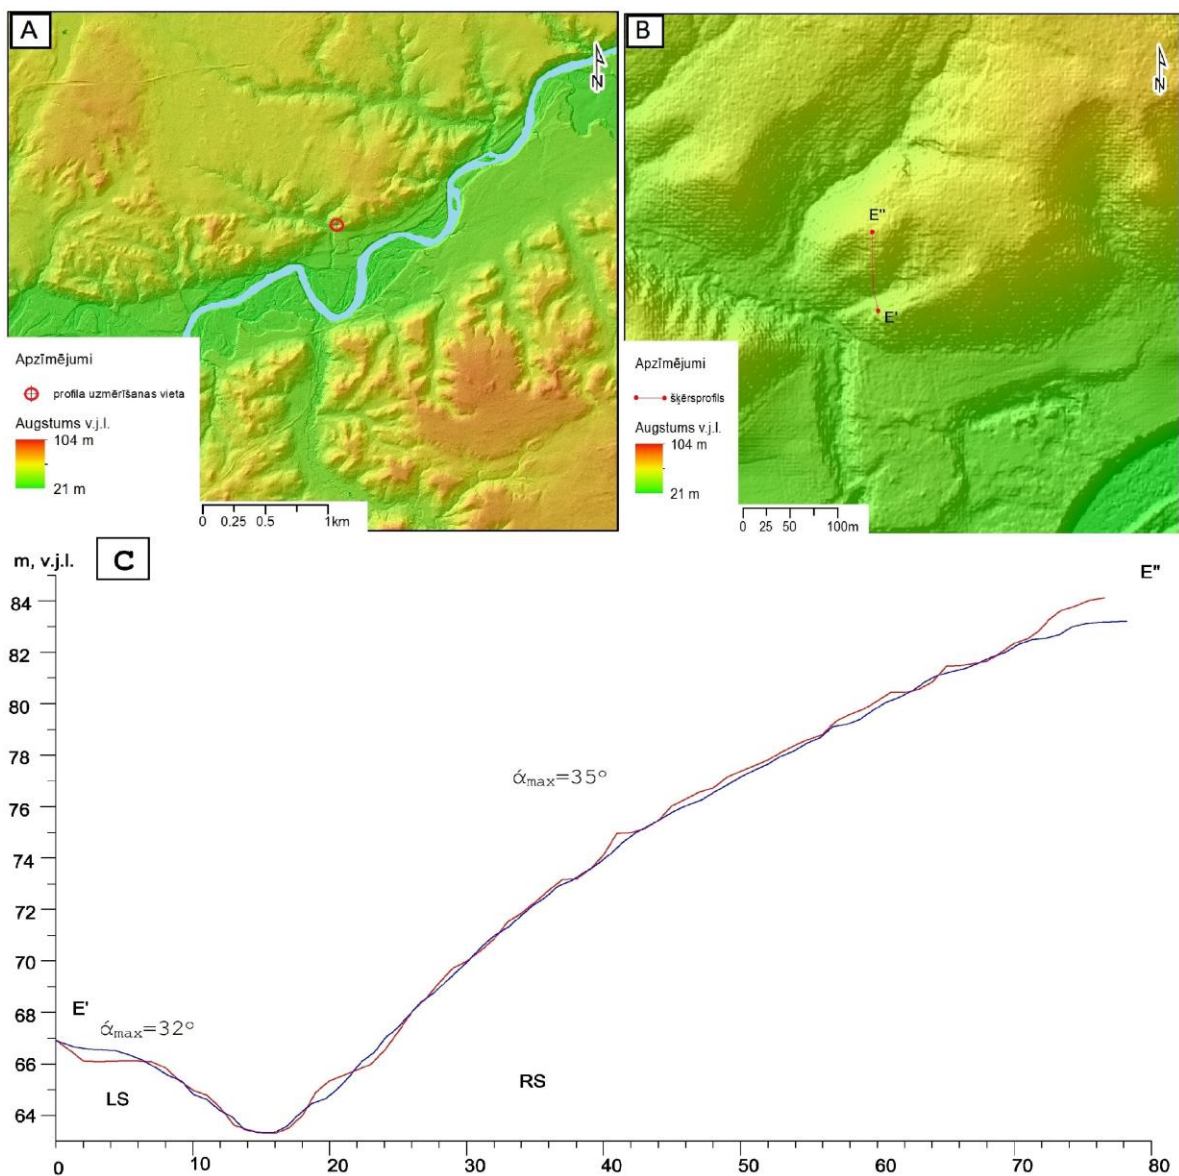 A
N
Apzīmējumi
profila uzmērīšanas vieta
Augstums v.j.l.
104 m
21 m
0 0.25 0.5 1km
B
N
E"
E'
Apzīmējumi
šķērsprofils
Augstums v.j.l.
104 m
21 m
0 25 50 100m
m, v.j.l.
C
E"
84
82
80
78
ά_max=35°
76
74
72
70
68
E'
ά_max=32°
66
LS
RS
64
0 10 20 30 40 50 60 70 80